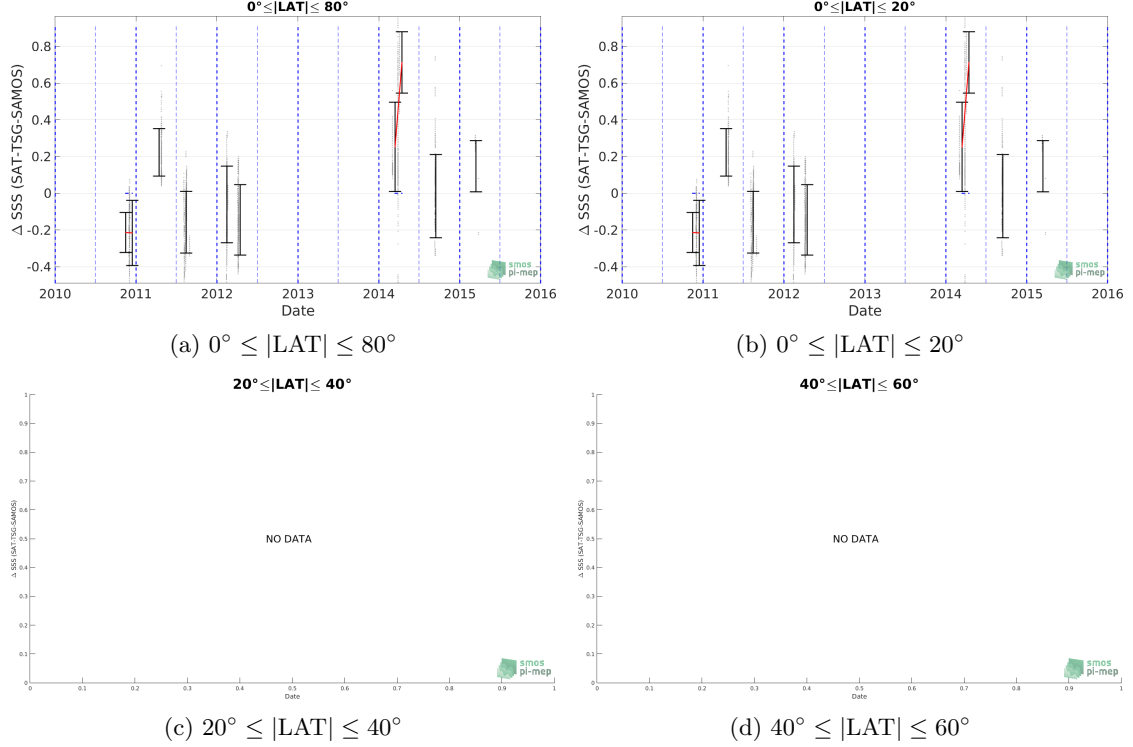 0°≤|LAT|≤ 80°
0.8
0.6
0.4
0.2
0
-0.2
-0.4
Δ SSS (SAT-TSG-SAMOS)
2010 2011 2012 2013 2014 2015 2016
Date
smos
pi-mep
(a) 0° ≤ |LAT| ≤ 80°
0°≤|LAT|≤ 20°
0.8
0.6
0.4
0.2
0
-0.2
-0.4
Δ SSS (SAT-TSG-SAMOS)
2010 2011 2012 2013 2014 2015 2016
Date
smos
pi-mep
(b) 0° ≤ |LAT| ≤ 20°
20°≤|LAT|≤ 40°
1
0.9
0.8
0.7
0.6
0.5
0.4
0.3
0.2
0.1
0
Δ SSS (SAT-TSG-SAMOS)
NO DATA
0 0.1 0.2 0.3 0.4 0.5 0.6 0.7 0.8 0.9 1
Date
smos
pi-mep
(c) 20° ≤ |LAT| ≤ 40°
40°≤|LAT|≤ 60°
1
0.9
0.8
0.7
0.6
0.5
0.4
0.3
0.2
0.1
0
Δ SSS (SAT-TSG-SAMOS)
NO DATA
0 0.1 0.2 0.3 0.4 0.5 0.6 0.7 0.8 0.9 1
Date
smos
pi-mep
(d) 40° ≤ |LAT| ≤ 60°